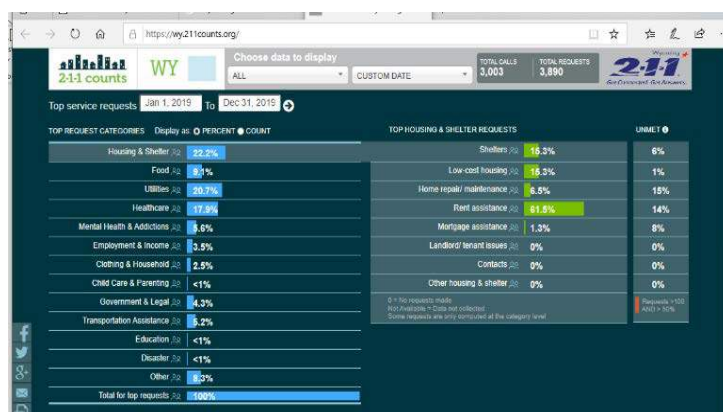 https://wy.211counts.org/
2-1-1 counts
WY
Choose data to display
ALL
CUSTOM DATE
TOTAL CALLS
3,003
TOTAL REQUESTS
3,890
Wyoming
2-1-1
Get Connected. Get Answers.
Top service requests Jan 1, 2019 To Dec 31, 2019
TOP REQUEST CATEGORIES Display as PERCENT COUNT
Housing & Shelter 22.2%
Food 9.1%
Utilities 20.7%
Healthcare 17.9%
Mental Health & Addictions 5.6%
Employment & Income 3.5%
Clothing & Household 2.5%
Child Care & Parenting <1%
Government & Legal 4.3%
Transportation Assistance 5.2%
Education <1%
Disaster <1%
Other 8.3%
Total for top requests 100%
TOP HOUSING & SHELTER REQUESTS UNMET
Shelters 15.3% 6%
Low-cost housing 15.3% 1%
Home repair/ maintenance 6.5% 15%
Rent assistance 61.5% 14%
Mortgage assistance 1.3% 8%
Landlord/ tenant issues 0% 0%
Contacts 0% 0%
Other housing & shelter 0% 0%
0 = No requests made
Not Available = Data not collected
Some requests are only computed at the category level
Requests >100
AND > 50%